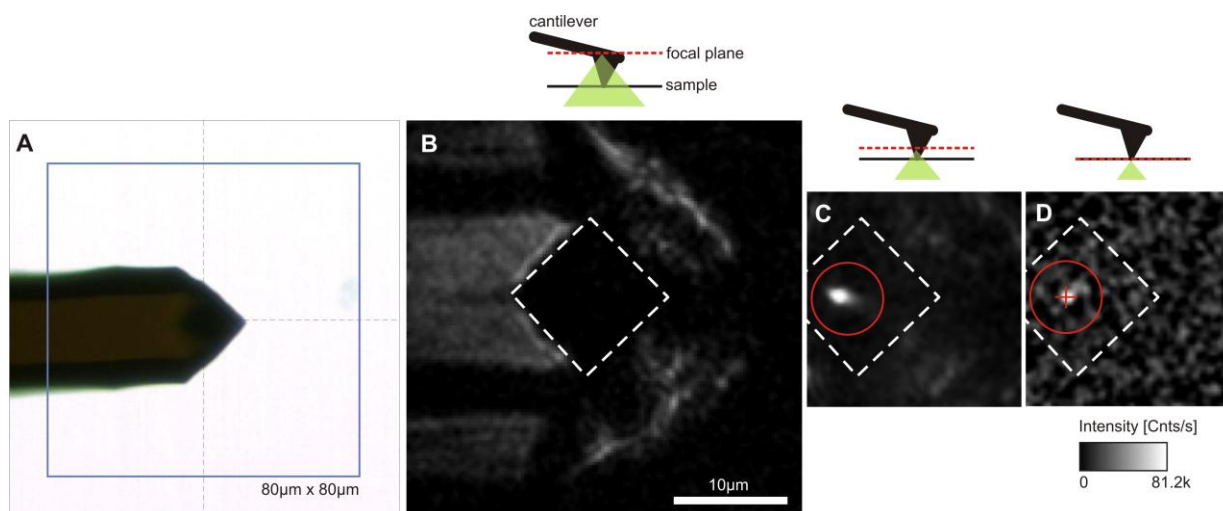 cantilever
focal plane
sample
A
80µm x 80µm
B
10µm
C
D
Intensity [Cnts/s]
0 81.2k